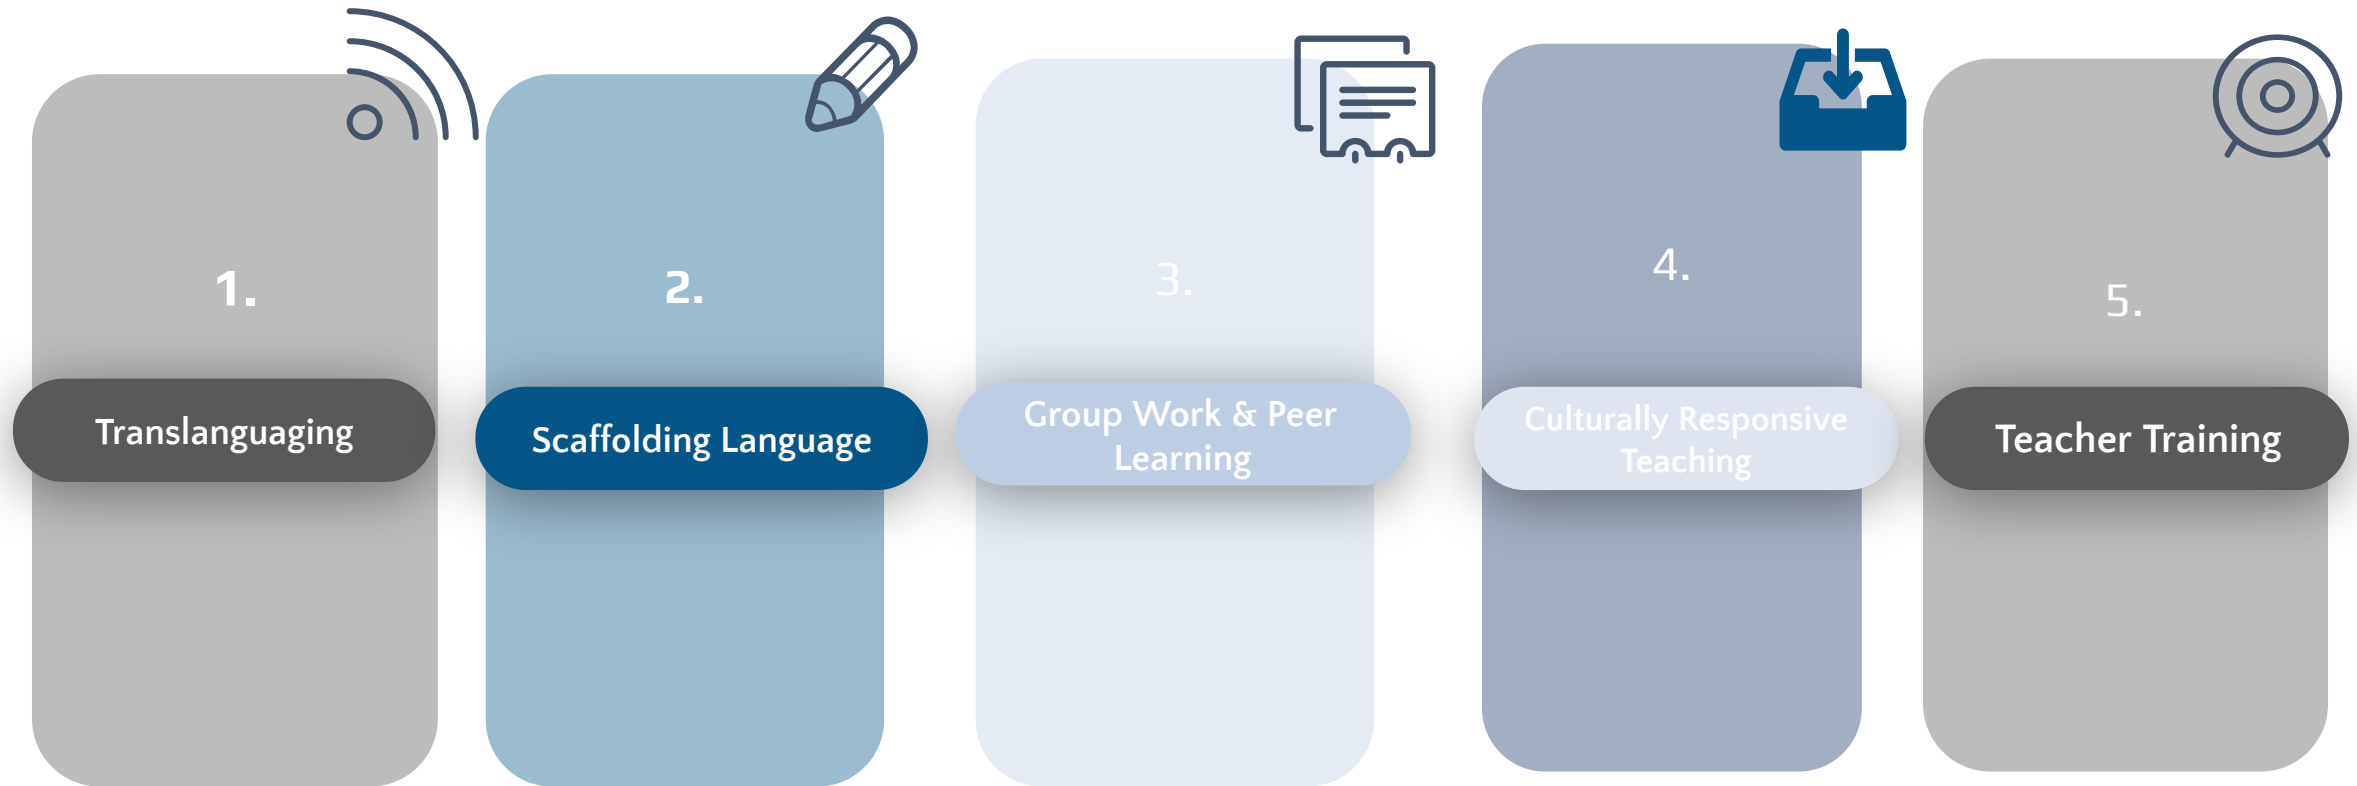 1.
Translanguaging
2.
Scaffolding Language
3.
Group Work & Peer
Learning
4.
Culturally Responsive
Teaching
5.
Teacher Training